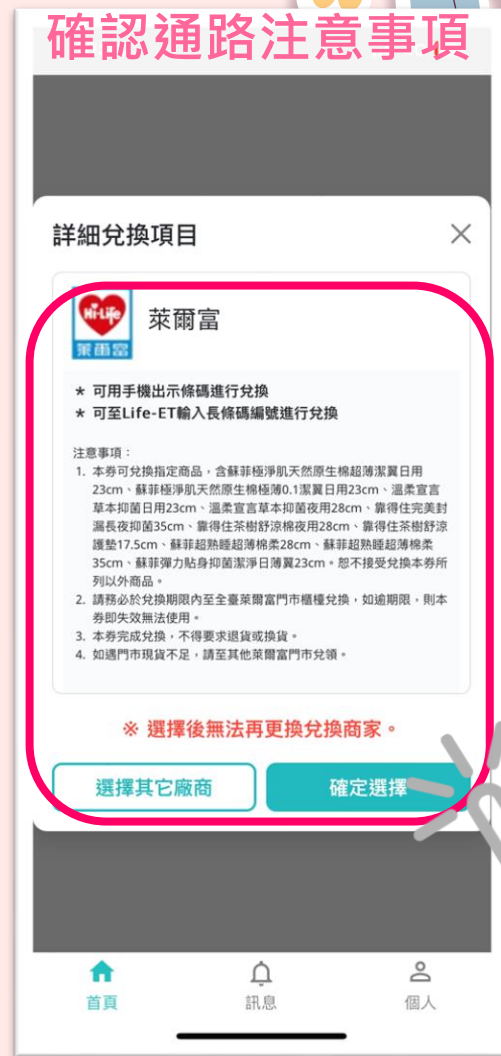 確認通路注意事項
詳細兌換項目
Hi-Life
萊爾富
萊爾富
* 可用手機出示條碼進行兌換
* 可至Life-ET輸入長條碼編號進行兌換
注意事項：
1. 本券可兌換指定商品，含蘇菲極淨肌天然原生棉超薄潔翼日用
23cm、蘇菲極淨肌天然原生棉極薄0.1潔翼日用23cm、溫柔宣言
草本抑菌日用23cm、溫柔宣言草本抑菌夜用28cm、靠得住完美封
漏長夜抑菌35cm、靠得住茶樹舒涼棉夜用28cm、靠得住茶樹舒涼
護墊17.5cm、蘇菲超熟睡超薄棉柔28cm、蘇菲超熟睡超薄棉柔
35cm、蘇菲彈力貼身抑菌潔淨日薄翼23cm。恕不接受兌換本券所
列以外商品。
2. 請務必於兌換期限內至全臺萊爾富門市櫃檯兌換，如逾期限，則本
券即失效無法使用。
3. 本券完成兌換，不得要求退貨或換貨。
4. 如遇門市現貨不足，請至其他萊爾富門市兌領。
※ 選擇後無法再更換兌換商家。
選擇其它廠商
確定選擇
首頁
訊息
個人